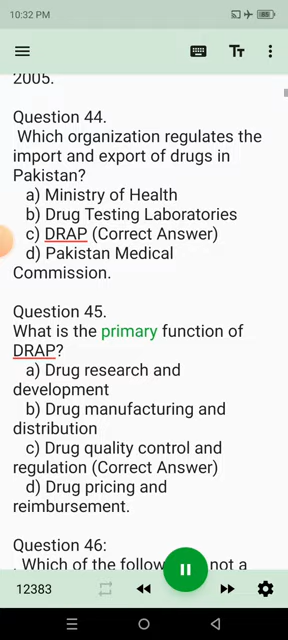 10:32 PM
2005.
Question 44.
Which organization regulates the
import and export of drugs in
Pakistan?
a) Ministry of Health
b) Drug Testing Laboratories
c) DRAP (Correct Answer)
d) Pakistan Medical
Commission.
Question 45.
What is the primary function of
DRAP?
a) Drug research and
development
b) Drug manufacturing and
distribution
c) Drug quality control and
regulation (Correct Answer)
d) Drug pricing and
reimbursement.
Question 46:
. Which of the follow not a
12383